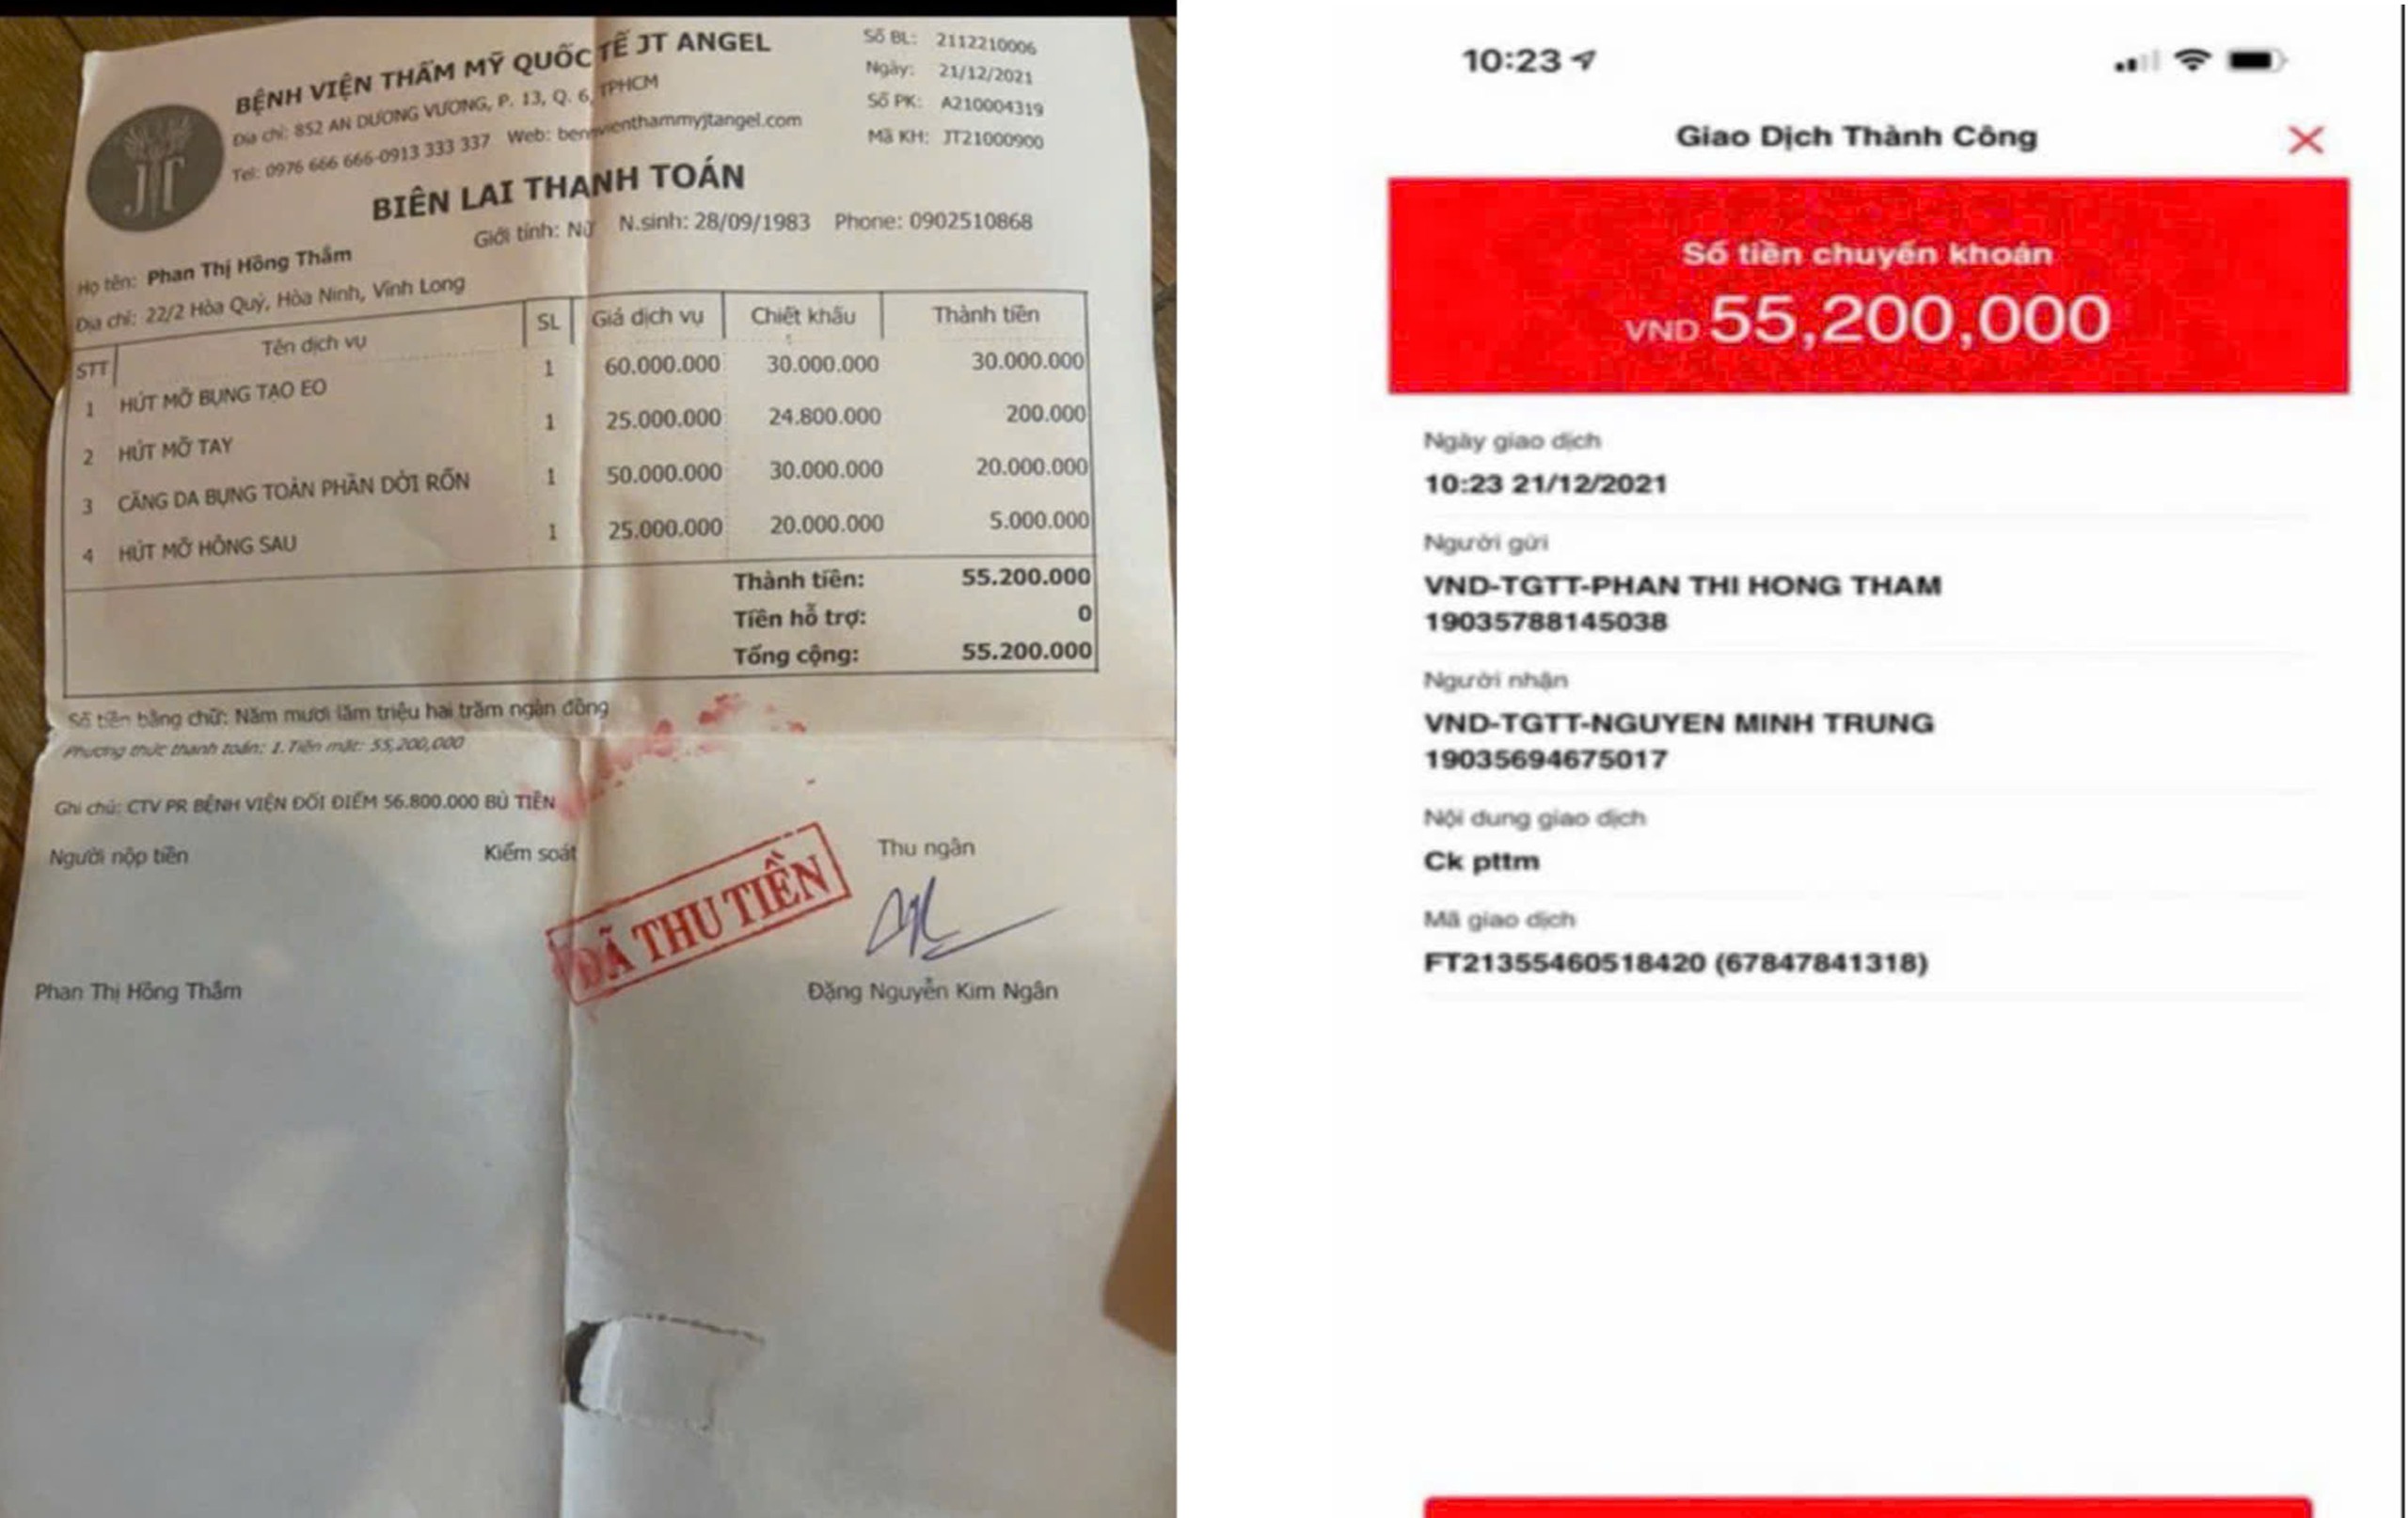 BỆNH VIỆN THẨM MỸ QUỐC TẾ JT ANGEL
Địa chỉ: 852 AN DƯƠNG VƯƠNG, P. 13, Q. 6, TPHCM
Tel: 0976 666 666-0913 333 337 Web: benhvienthammyjtangel.com
Số BL: 2112210006
Ngày: 21/12/2021
Số PK: A210004319
Mã KH: JT21000900
JT
BIÊN LAI THANH TOÁN
Họ tên: Phan Thị Hồng Thắm Giới tính: Nữ N.sinh: 28/09/1983 Phone: 0902510868
Địa chỉ: 22/2 Hòa Quý, Hòa Ninh, Vĩnh Long
STT Tên dịch vụ SL Giá dịch vụ Chiết khấu Thành tiền
1 HÚT MỠ BỤNG TẠO EO 1 60.000.000 30.000.000 30.000.000
2 HÚT MỠ TAY 1 25.000.000 24.800.000 200.000
3 CĂNG DA BỤNG TOÀN PHẦN DỜI RỐN 1 50.000.000 30.000.000 20.000.000
4 HÚT MỠ HÔNG SAU 1 25.000.000 20.000.000 5.000.000
Thành tiền: 55.200.000
Tiền hỗ trợ: 0
Tổng cộng: 55.200.000
Số tiền bằng chữ: Năm mươi lăm triệu hai trăm ngàn đồng
Phương thức thanh toán: 1.Tiền mặt: 55,200,000
Ghi chú: CTV PR BỆNH VIỆN ĐỔI ĐIỂM 56.800.000 BÙ TIỀN
Người nộp tiền Kiểm soát Thu ngân
ĐÃ THU TIỀN
Phan Thị Hồng Thắm Đặng Nguyễn Kim Ngân
10:23
Giao Dịch Thành Công
Số tiền chuyển khoản
VND 55,200,000
Ngày giao dịch
10:23 21/12/2021
Người gửi
VND-TGTT-PHAN THI HONG THAM
19035788145038
Người nhận
VND-TGTT-NGUYEN MINH TRUNG
19035694675017
Nội dung giao dịch
Ck pttm
Mã giao dịch
FT21355460518420 (67847841318)